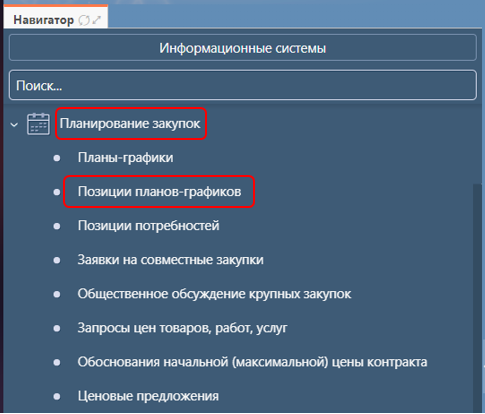 Навигатор
Информационные системы
Поиск...
Планирование закупок
Планы-графики
Позиции планов-графиков
Позиции потребностей
Заявки на совместные закупки
Общественное обсуждение крупных закупок
Запросы цен товаров, работ, услуг
Обоснования начальной (максимальной) цены контракта
Ценовые предложения